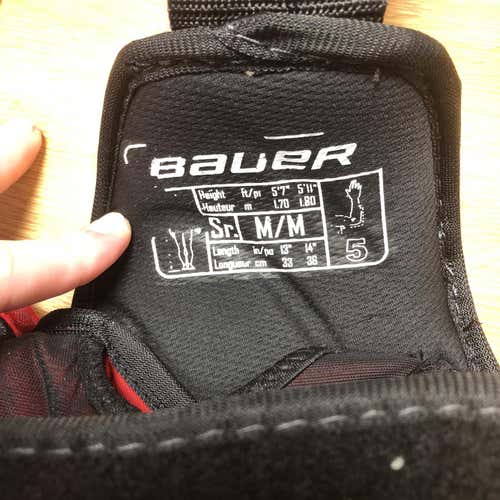 BAUER
Height ft/pi 5'7" 5'11"
Hauteur m 1.70 1.80
Sr. M/M
Length in/po 13" 14"
Longueur cm 33 36
5